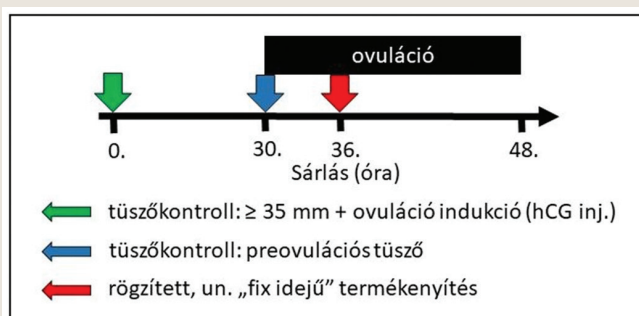 ovuláció
0. 30. 36. 48.
Sárlás (óra)
tüszőkontroll: ≥ 35 mm + ovuláció indukció (hCG inj.)
tüszőkontroll: preovulációs tüsző
rögzített, un. „fix idejű” termékenyítés